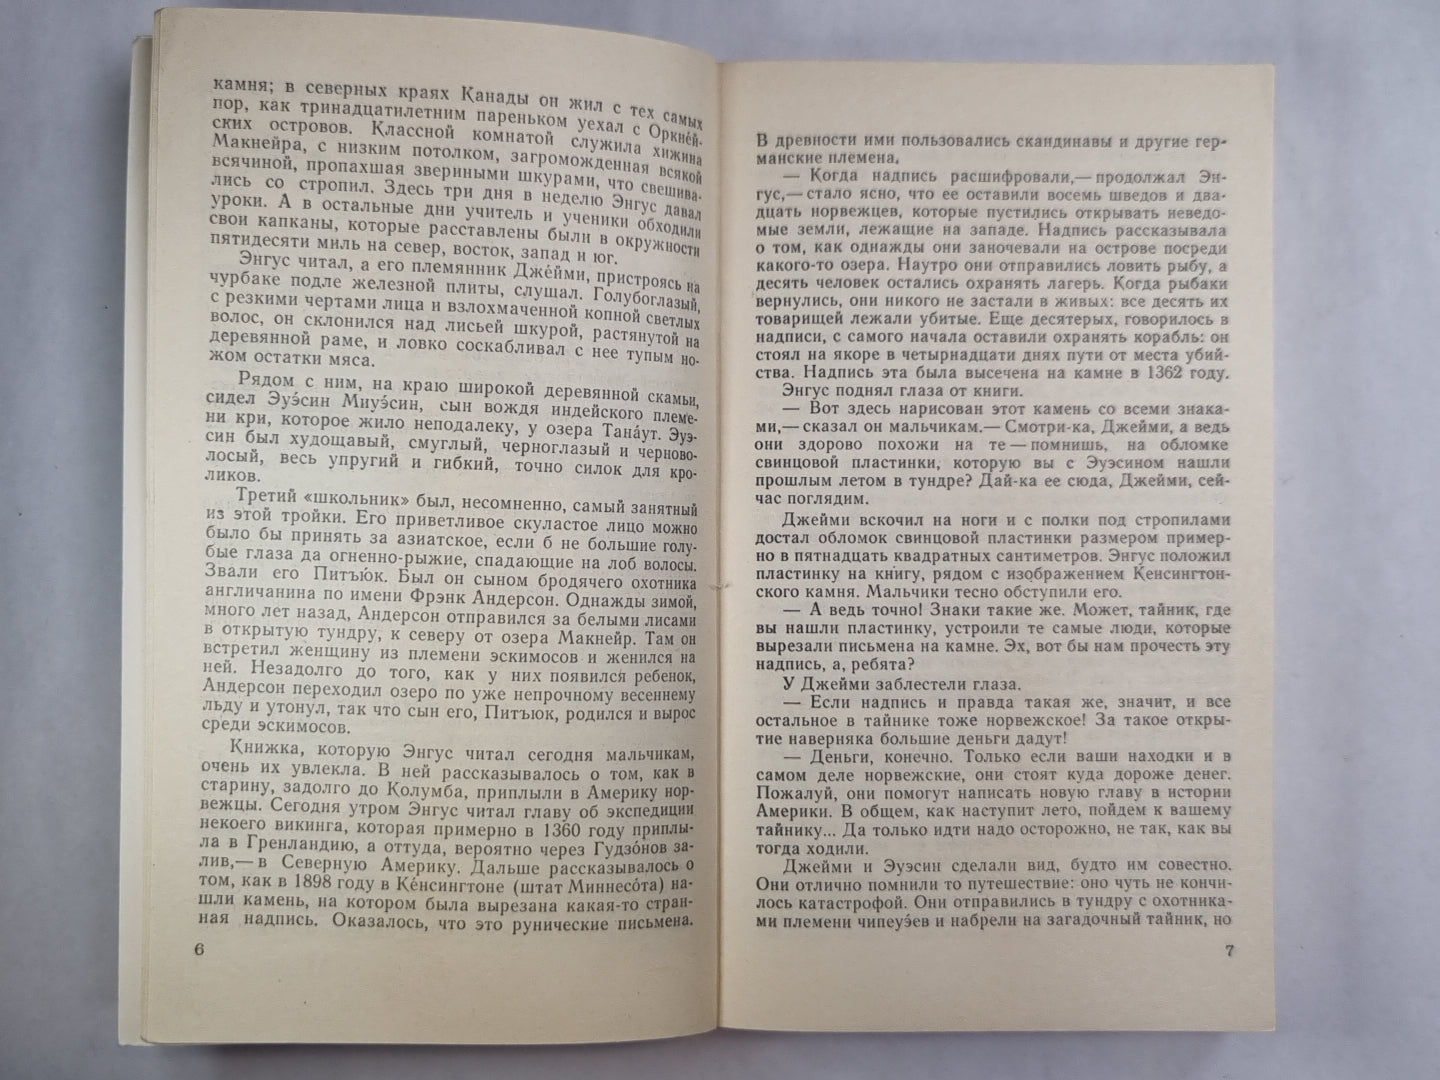 камня; в северных краях Канады он жил с тех самых
пор, как тринадцатилетним пареньком уехал с Оркней-
ских островов. Классной комнатой служила хижина
Макнейра, с низким потолком, загроможденная всякой
всячиной, пропахшая звериными шкурами, что свешива-
лись со стропил. Здесь три дня в неделю Энгус давал
уроки. А в остальные дни учитель и ученики обходили
свои капканы, которые расставлены были в окружности
пятидесяти миль на север, восток, запад и юг.
Энгус читал, а его племянник Дже́йми, пристроясь на
чурбаке подле железной плиты, слушал. Голубоглазый,
с резкими чертами лица и взлохмаченной копной светлых
волос, он склонился над лисьей шкурой, растянутой на
деревянной раме, и ловко соскабливал с нее тупым но-
жом остатки мяса.
Рядом с ним, на краю широкой деревянной скамьи,
сидел Эуэ́син Миуэ́син, сын вождя индейского племе-
ни кри, которое жило неподалеку, у озера Тана́ут. Эуэ-
син был худощавый, смуглый, черноглазый и черново-
лосый, весь упругий и гибкий, точно силок для кро-
ликов.
Третий «школьник» был, несомненно, самый занятный
из этой тройки. Его приветливое скуластое лицо можно
было бы принять за азиатское, если б не большие голу-
бые глаза да огненно-рыжие, спадающие на лоб волосы.
Звали его Питъю́к. Был он сыном бродячего охотника
англичанина по имени Фрэнк Андерсон. Однажды зимой,
много лет назад, Андерсон отправился за белыми лисами
в открытую тундру, к северу от озера Макнейр. Там он
встретил женщину из племени эскимосов и женился на
ней. Незадолго до того, как у них появился ребенок,
Андерсон переходил озеро по уже непрочному весеннему
льду и утонул, так что сын его, Питъюк, родился и вырос
среди эскимосов.
Книжка, которую Энгус читал сегодня мальчикам,
очень их увлекла. В ней рассказывалось о том, как в
старину, задолго до Колумба, приплыли в Америку нор-
вежцы. Сегодня утром Энгус читал главу об экспедиции
некоего викинга, которая примерно в 1360 году приплы-
ла в Гренландию, а оттуда, вероятно через Гудзо́нов за-
лив,— в Северную Америку. Дальше рассказывалось о
том, как в 1898 году в Ке́нсингтоне (штат Миннесо́та) на-
шли камень, на котором была вырезана какая-то стран-
ная надпись. Оказалось, что это рунические письмена.
6
В древности ими пользовались скандинавы и другие гер-
манские племена.
— Когда надпись расшифровали,— продолжал Эн-
гус,— стало ясно, что ее оставили восемь шведов и два-
дцать норвежцев, которые пустились открывать неведо-
мые земли, лежащие на западе. Надпись рассказывала
о том, как однажды они заночевали на острове посреди
какого-то озера. Наутро они отправились ловить рыбу, а
десять человек остались охранять лагерь. Когда рыбаки
вернулись, они никого не застали в живых: все десять их
товарищей лежали убитые. Еще десятерых, говорилось в
надписи, с самого начала оставили охранять корабль: он
стоял на якоре в четырнадцати днях пути от места убий-
ства. Надпись эта была высечена на камне в 1362 году.
Энгус поднял глаза от книги.
— Вот здесь нарисован этот камень со всеми знака-
ми,— сказал он мальчикам.— Смотри-ка, Джейми, а ведь
они здорово похожи на те — помнишь, на обломке
свинцовой пластинки, которую вы с Эуэсином нашли
прошлым летом в тундре? Дай-ка ее сюда, Джейми, сей-
час поглядим.
Джейми вскочил на ноги и с полки под стропилами
достал обломок свинцовой пластинки размером пример-
но в пятнадцать квадратных сантиметров. Энгус положил
пластинку на книгу, рядом с изображением Кенсингтон-
ского камня. Мальчики тесно обступили его.
— А ведь точно! Знаки такие же. Может, тайник, где
вы нашли пластинку, устроили те самые люди, которые
вырезали письмена на камне. Эх, вот бы нам прочесть эту
надпись, а, ребята?
У Джейми заблестели глаза.
— Если надпись и правда такая же, значит, и все
остальное в тайнике тоже норвежское! За такое откры-
тие наверняка большие деньги дадут!
— Деньги, конечно. Только если ваши находки и в
самом деле норвежские, они стоят куда дороже денег.
Пожалуй, они помогут написать новую главу в истории
Америки. В общем, как наступит лето, пойдем к вашему
тайнику... Да только идти надо осторожно, не так, как вы
тогда ходили.
Джейми и Эуэсин сделали вид, будто им совестно.
Они отлично помнили то путешествие: оно чуть не кончи-
лось катастрофой. Они отправились в тундру с охотника-
ми племени чипеуэ́ев и набрели на загадочный тайник, но
7